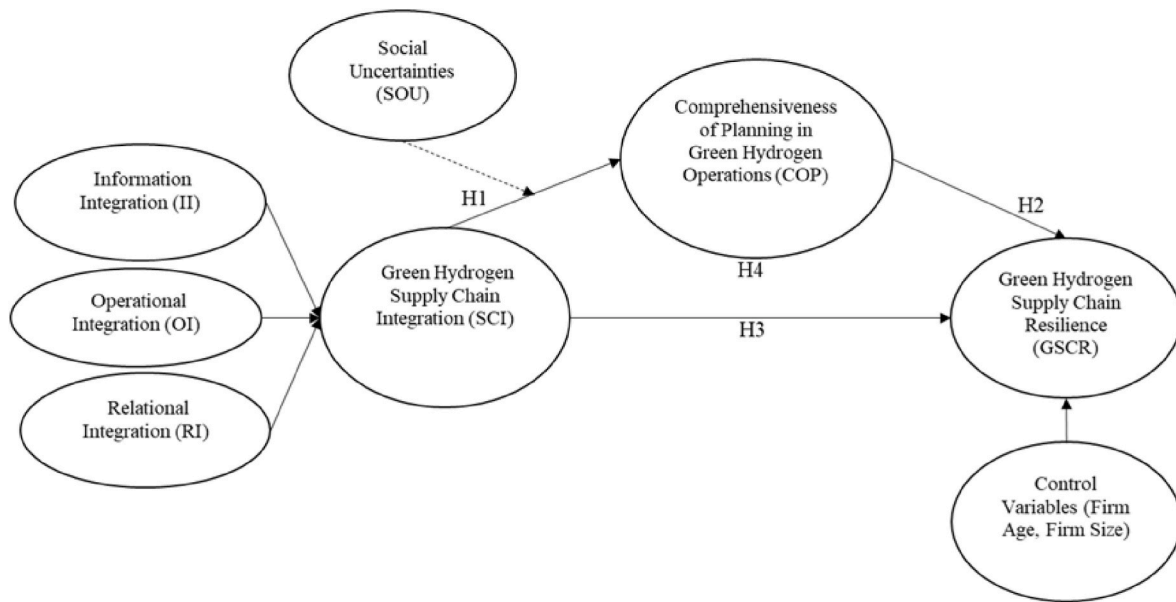 Social
Uncertainties
(SOU)
Comprehensiveness
of Planning in
Green Hydrogen
Operations (COP)
Information
Integration (II)
H1
H2
Operational
Integration (OI)
Green Hydrogen
Supply Chain
Integration (SCI)
H4
H3
Green Hydrogen
Supply Chain
Resilience
(GSCR)
Relational
Integration (RI)
Control
Variables (Firm
Age, Firm Size)